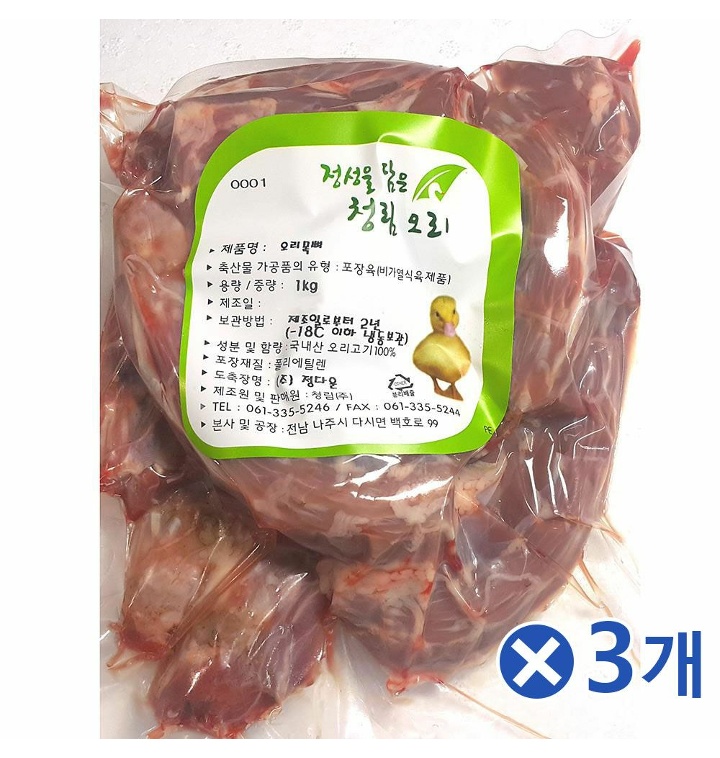 0001
정성을 담은
청림 오리
▸ 제품명 : 오리목뼈
▸ 축산물 가공품의 유형 : 포장육(비가열식육제품)
▸ 용량 / 중량 : 1kg
▸ 제조일 :
▸ 보관방법 : 제조일로부터 2년
(-18C 이하 냉동보관)
▸ 성분 및 함량 : 국내산 오리고기100%
▸ 포장재질 : 폴리에틸렌
▸ 도축장명 : (주) 정다운
▸ 제조원 및 판매원 : 청림(주)
▸ TEL : 061-335-5246 / FAX : 061-335-5244
▸ 본사 및 공장 : 전남 나주시 다시면 백호로 99
OTHER
분리배출
×3개